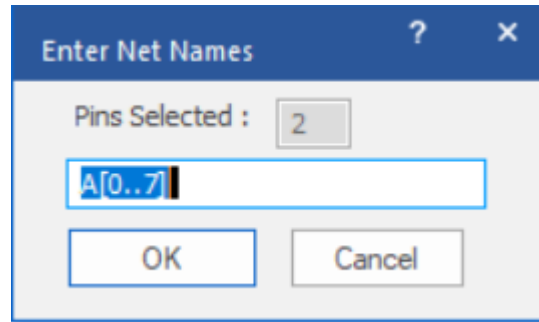 Enter Net Names ? ×
Pins Selected : 2
A[0..7]
OK Cancel